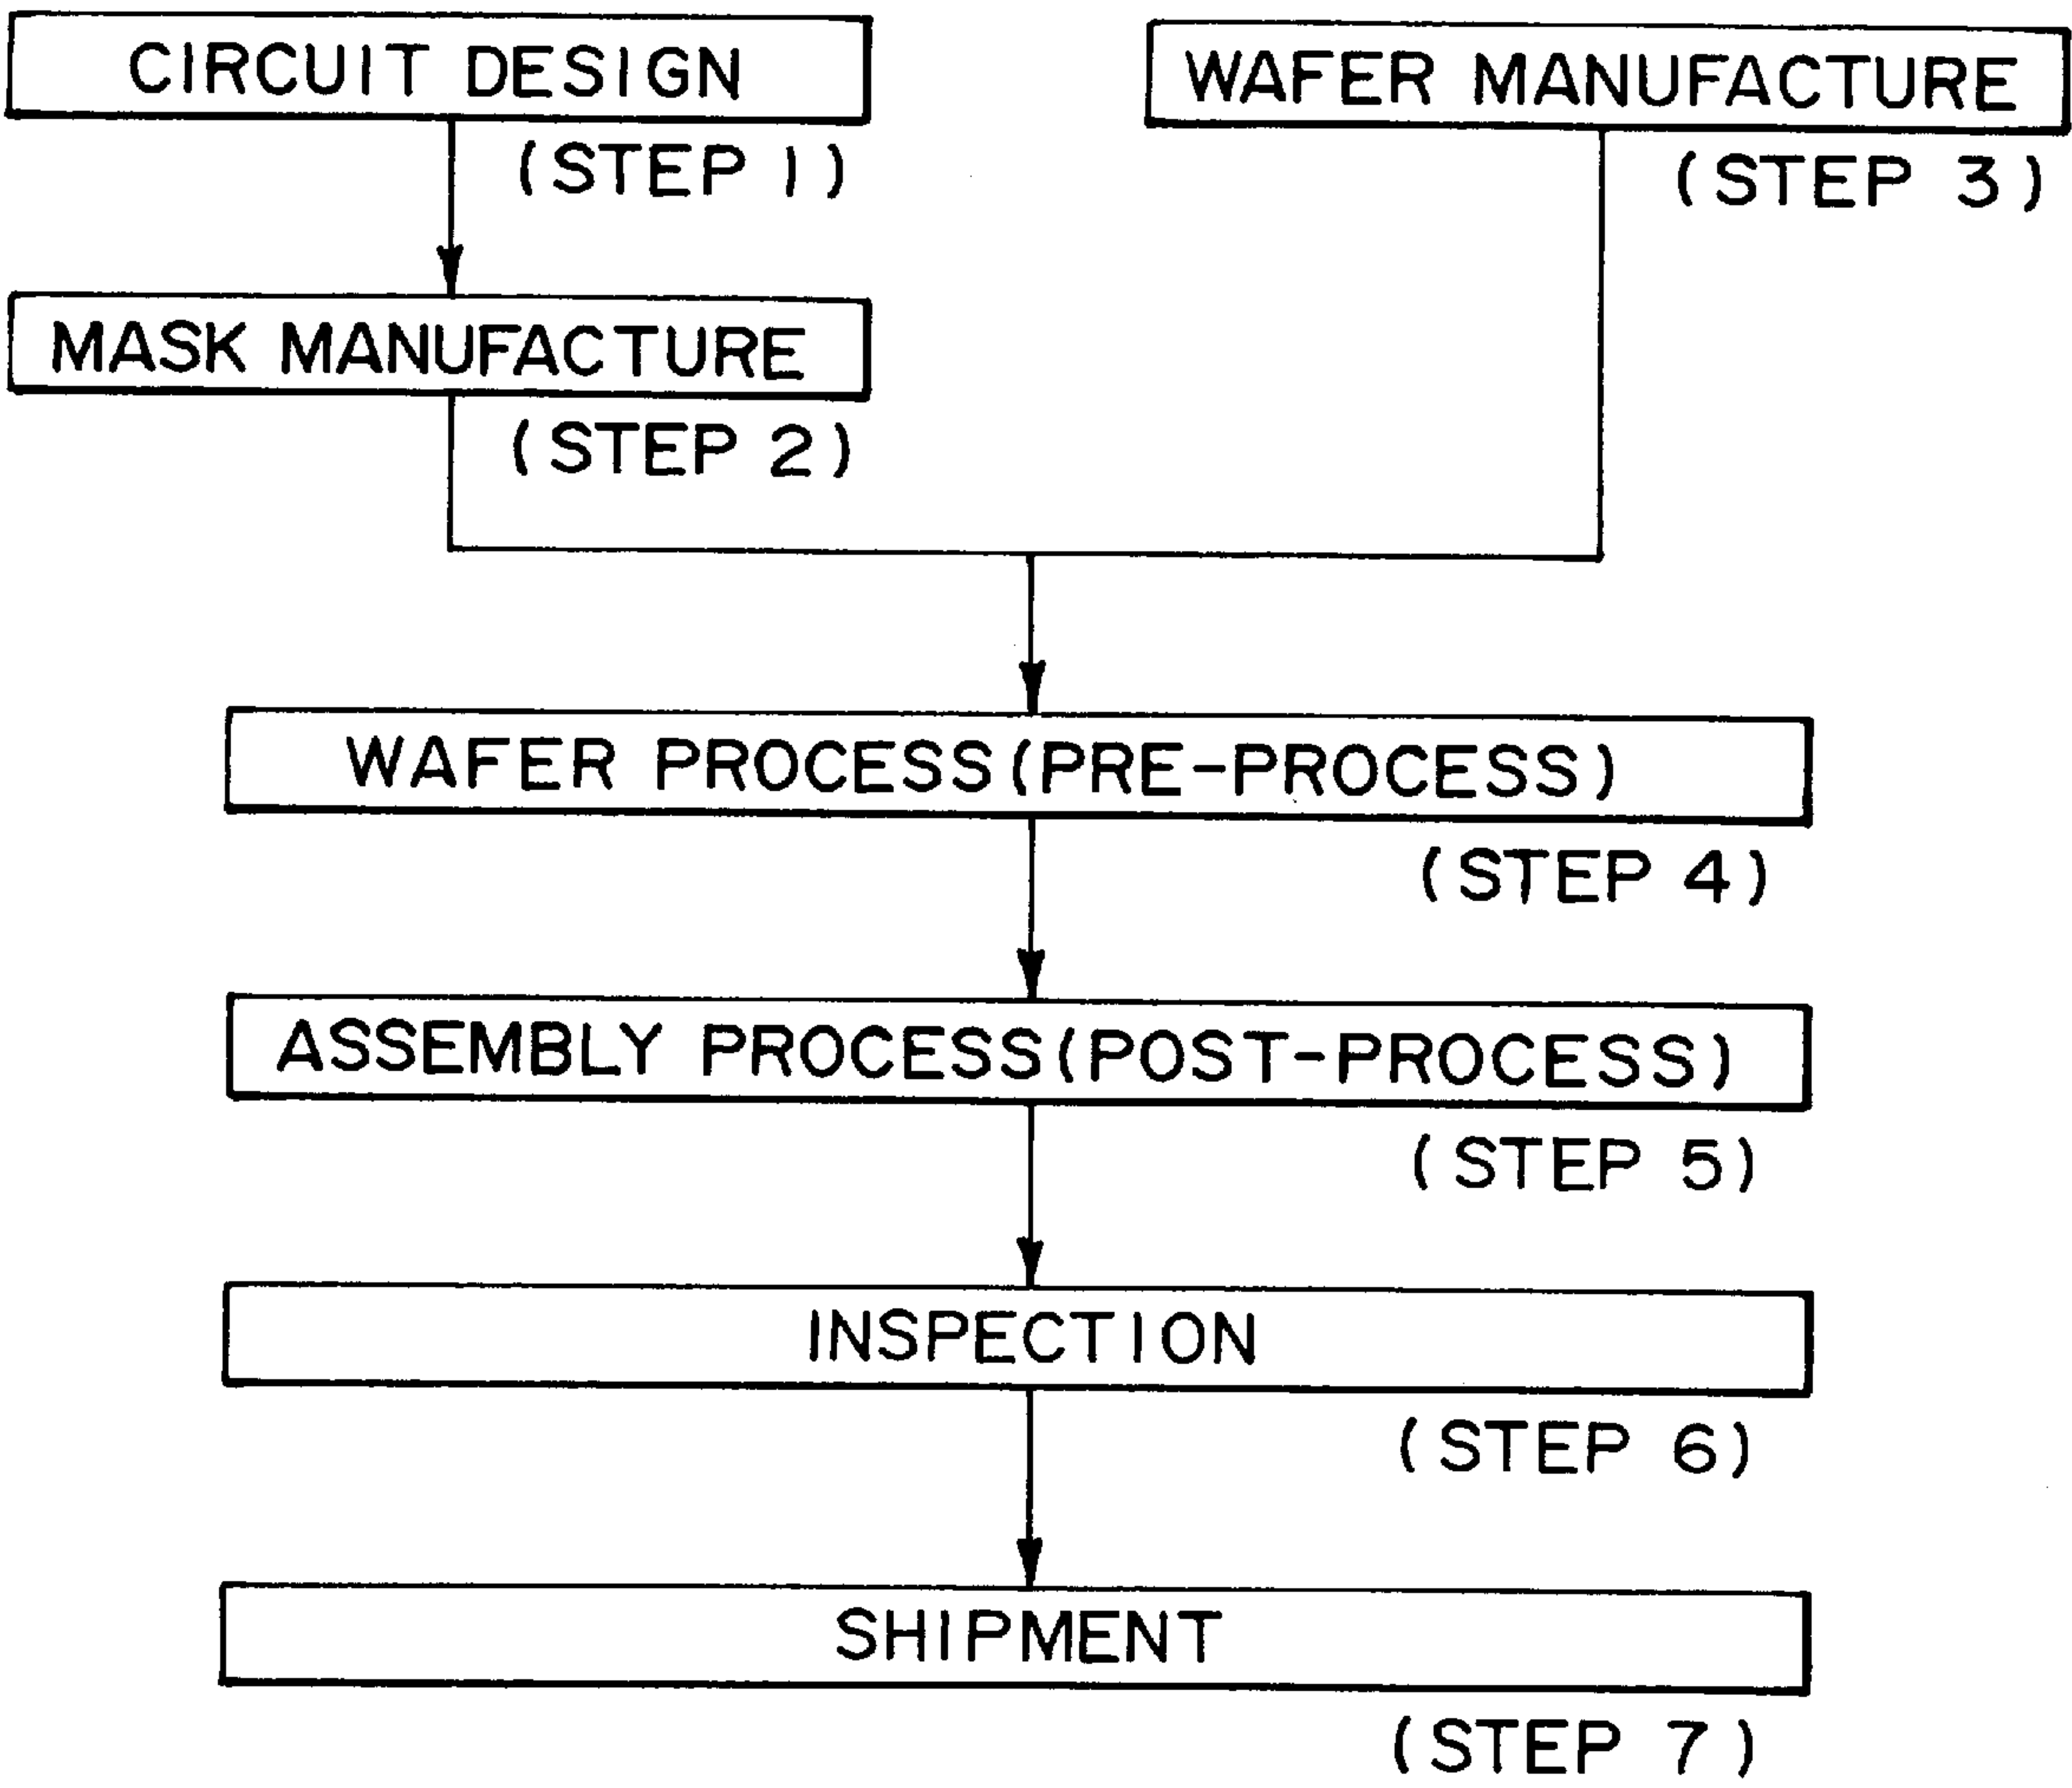 CIRCUIT DESIGN
(STEP 1)
WAFER MANUFACTURE
(STEP 3)
MASK MANUFACTURE
(STEP 2)
WAFER PROCESS(PRE-PROCESS)
(STEP 4)
ASSEMBLY PROCESS(POST-PROCESS)
(STEP 5)
INSPECTION
(STEP 6)
SHIPMENT
(STEP 7)